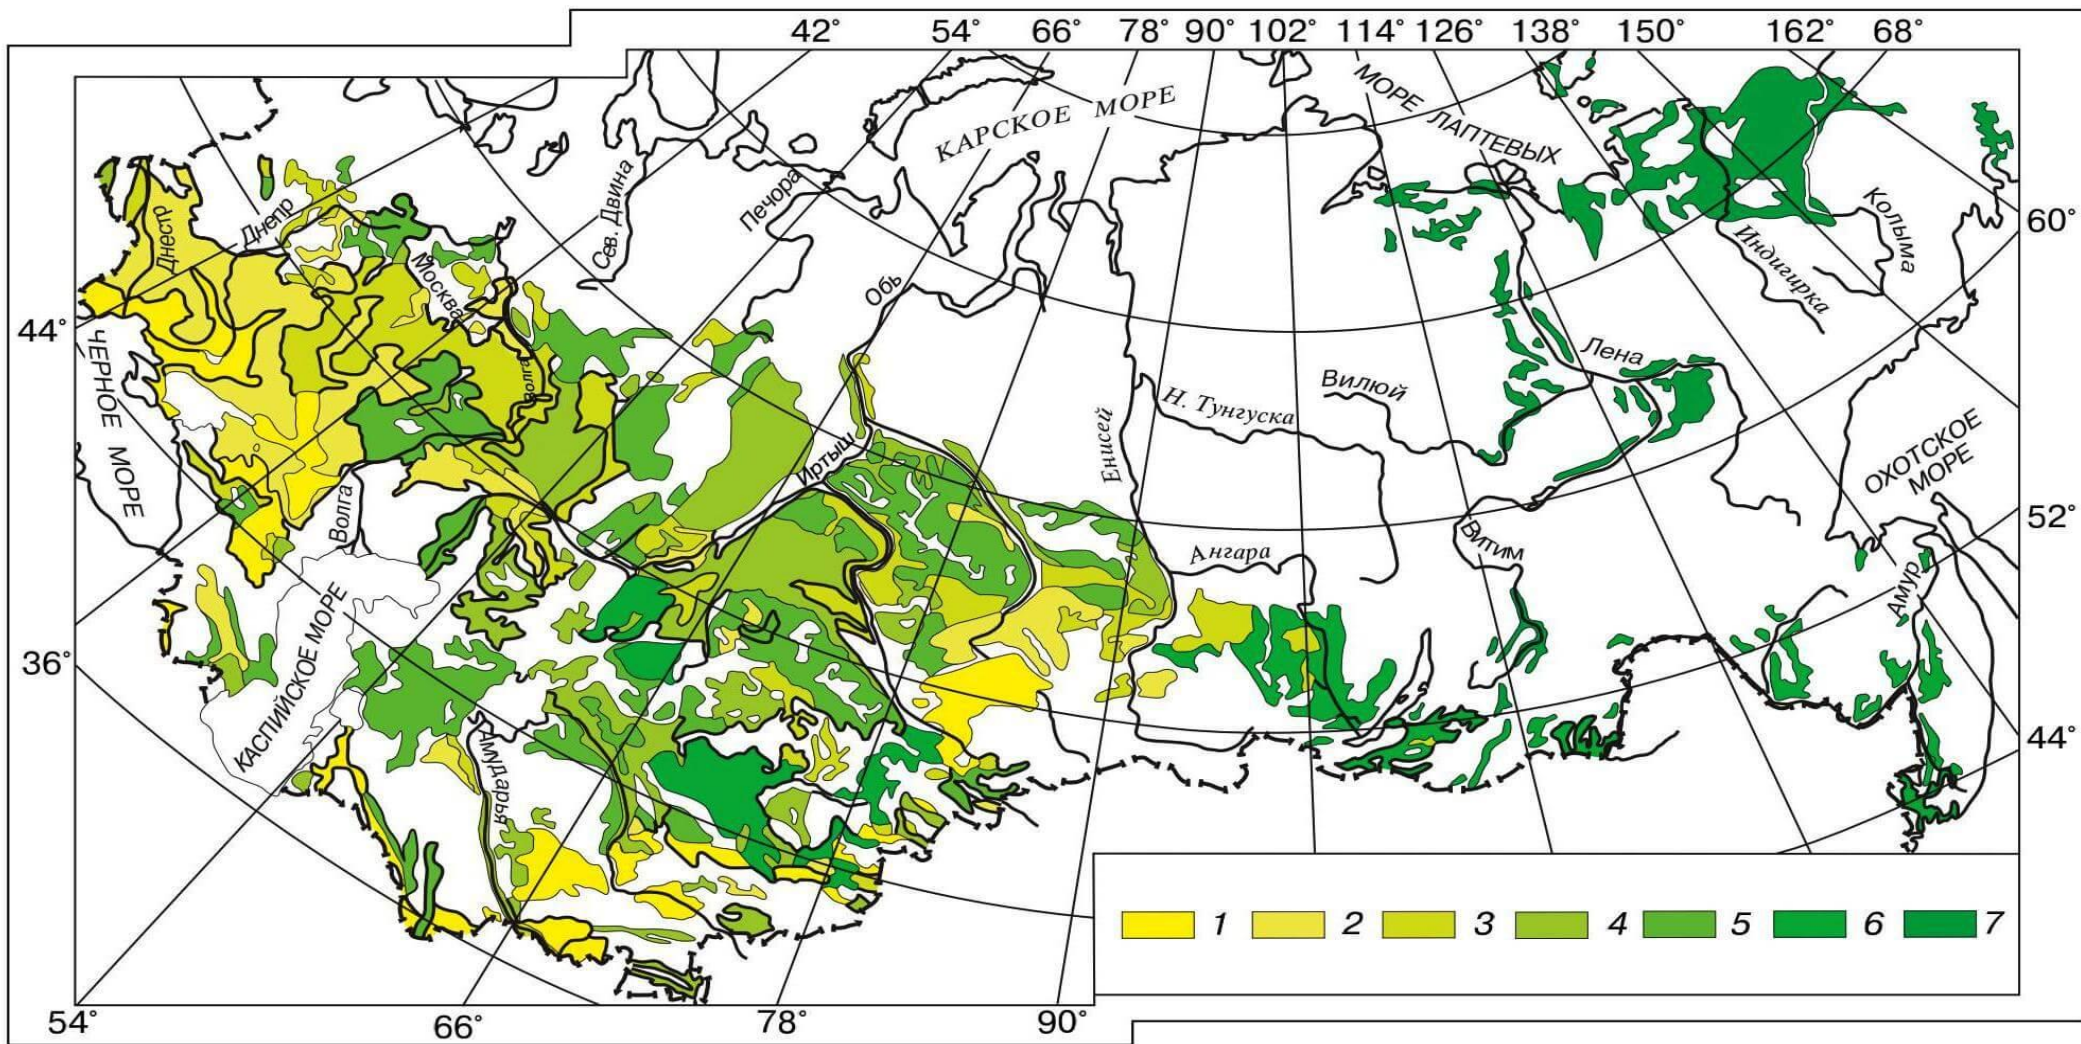 42° 54° 66° 78° 90° 102° 114° 126° 138° 150° 162° 68°
КАРСКОЕ МОРЕ
МОРЕ ЛАПТЕВЫХ
Сев. Двина
Печора
Днестр
Днепр
Москва
Обь
Колыма
Индигирка
60°
44°
ЧЕРНОЕ МОРЕ
Волга
Лена
Вилюй
Н. Тунгуска
Енисей
Иртыш
ОХОТСКОЕ
МОРЕ
Волга
Ангара
Витим
52°
Амур
36°
КАСПИЙСКОЕ МОРЕ
Амударья
44°
1 2 3 4 5 6 7
54° 66° 78° 90°